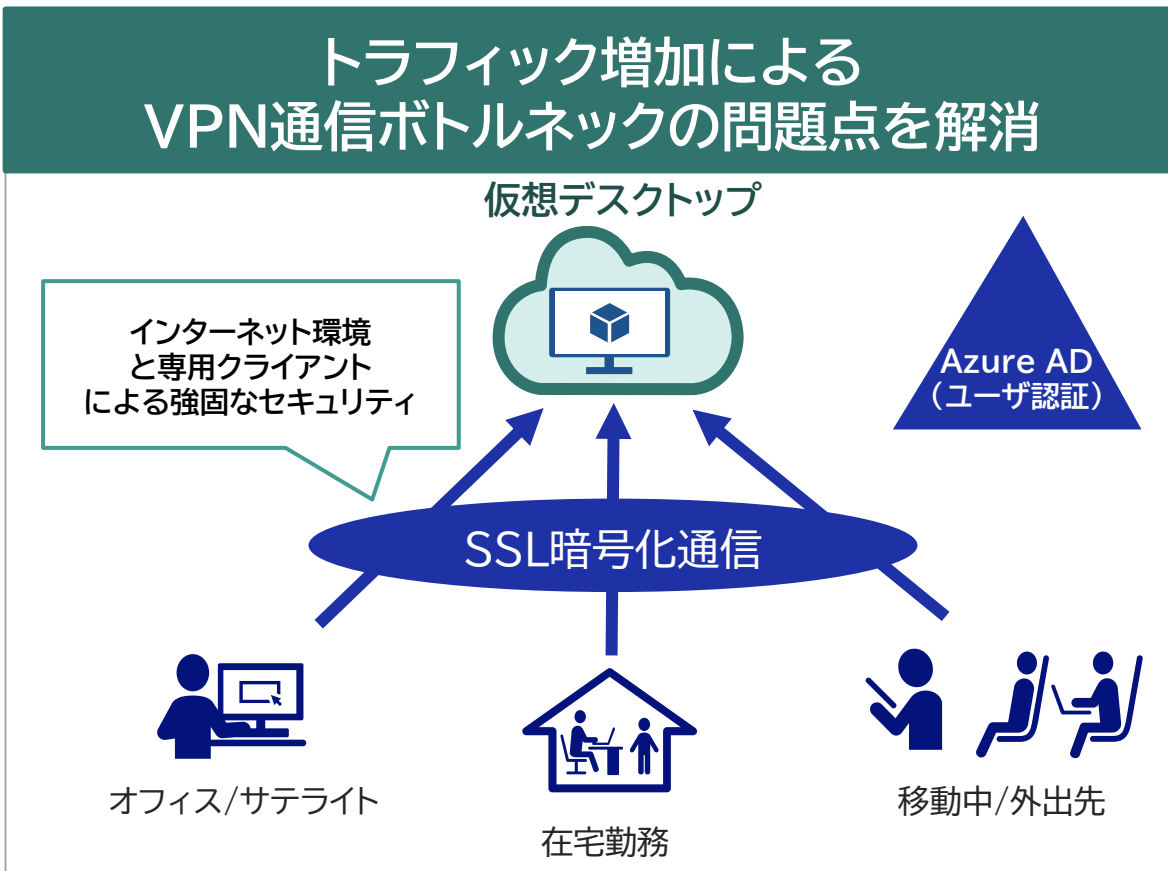 トラフィック増加による
VPN通信ボトルネックの問題点を解消
仮想デスクトップ
インターネット環境
と専用クライアント
による強固なセキュリティ
Azure AD
（ユーザ認証）
SSL暗号化通信
オフィス/サテライト
在宅勤務
移動中/外出先